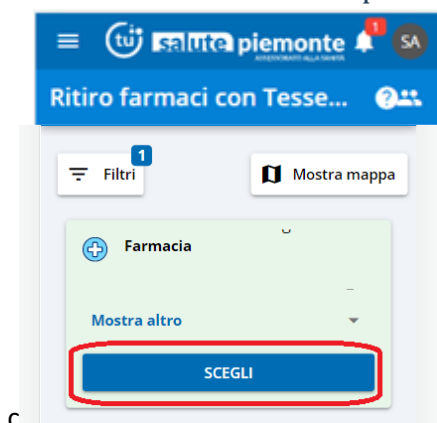 tu salute piemonte 1 SA
ASSESSORATO ALLA SANITÀ
Ritiro farmaci con Tesse... ?
1
Filtri Mostra mappa
Farmacia
Mostra altro
SCEGLI
c